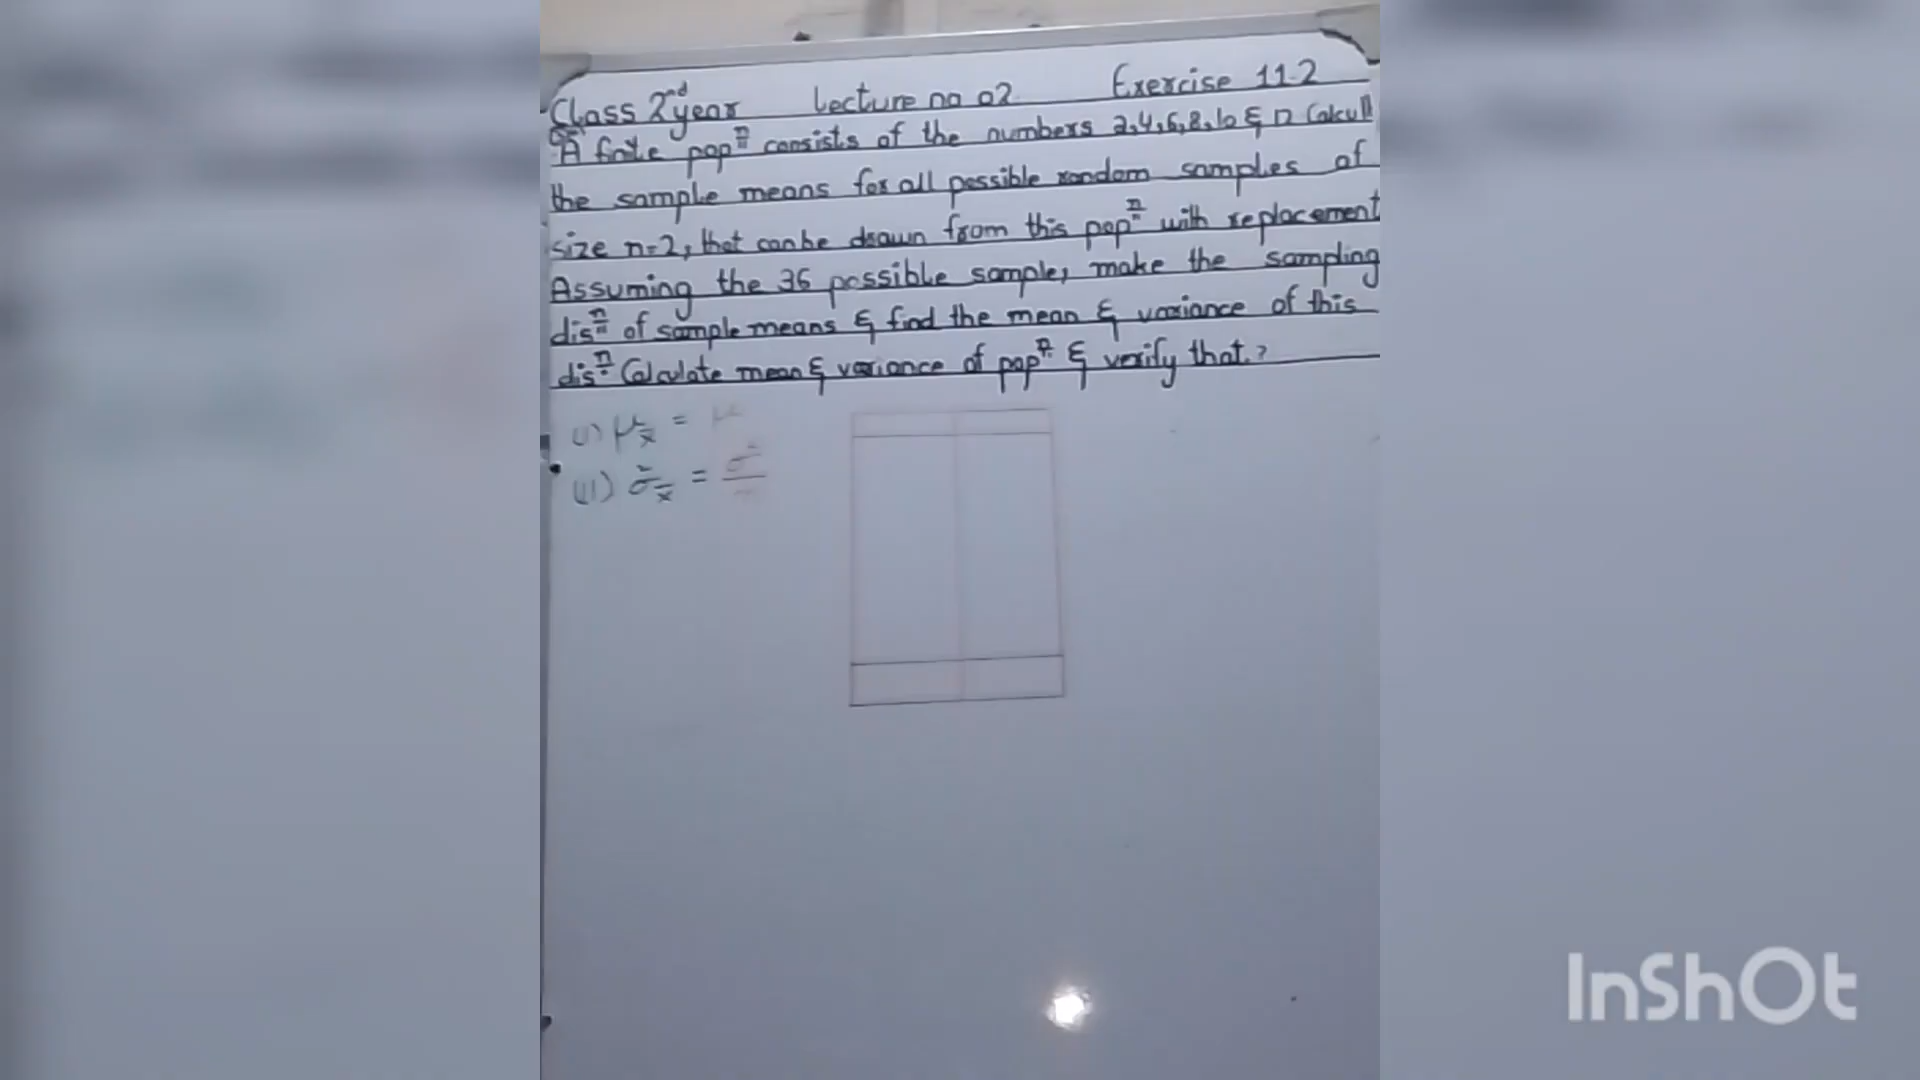 Class 2nd year Lecture no 02 Exercise 11.2
A finite popⁿ consists of the numbers 2,4,6,8,10 & 12 Calcul
the sample means for all possible random samples of
size n=2, that can be drawn from this popⁿ with replacement
Assuming the 36 possible samples, make the sampling
disⁿ of sample means & find the mean & variance of this
disⁿ Calculate mean & variance of popⁿ & verify that.?
(i) μx̄ = μ
(ii) σ²x̄ = σ²/
InShOt